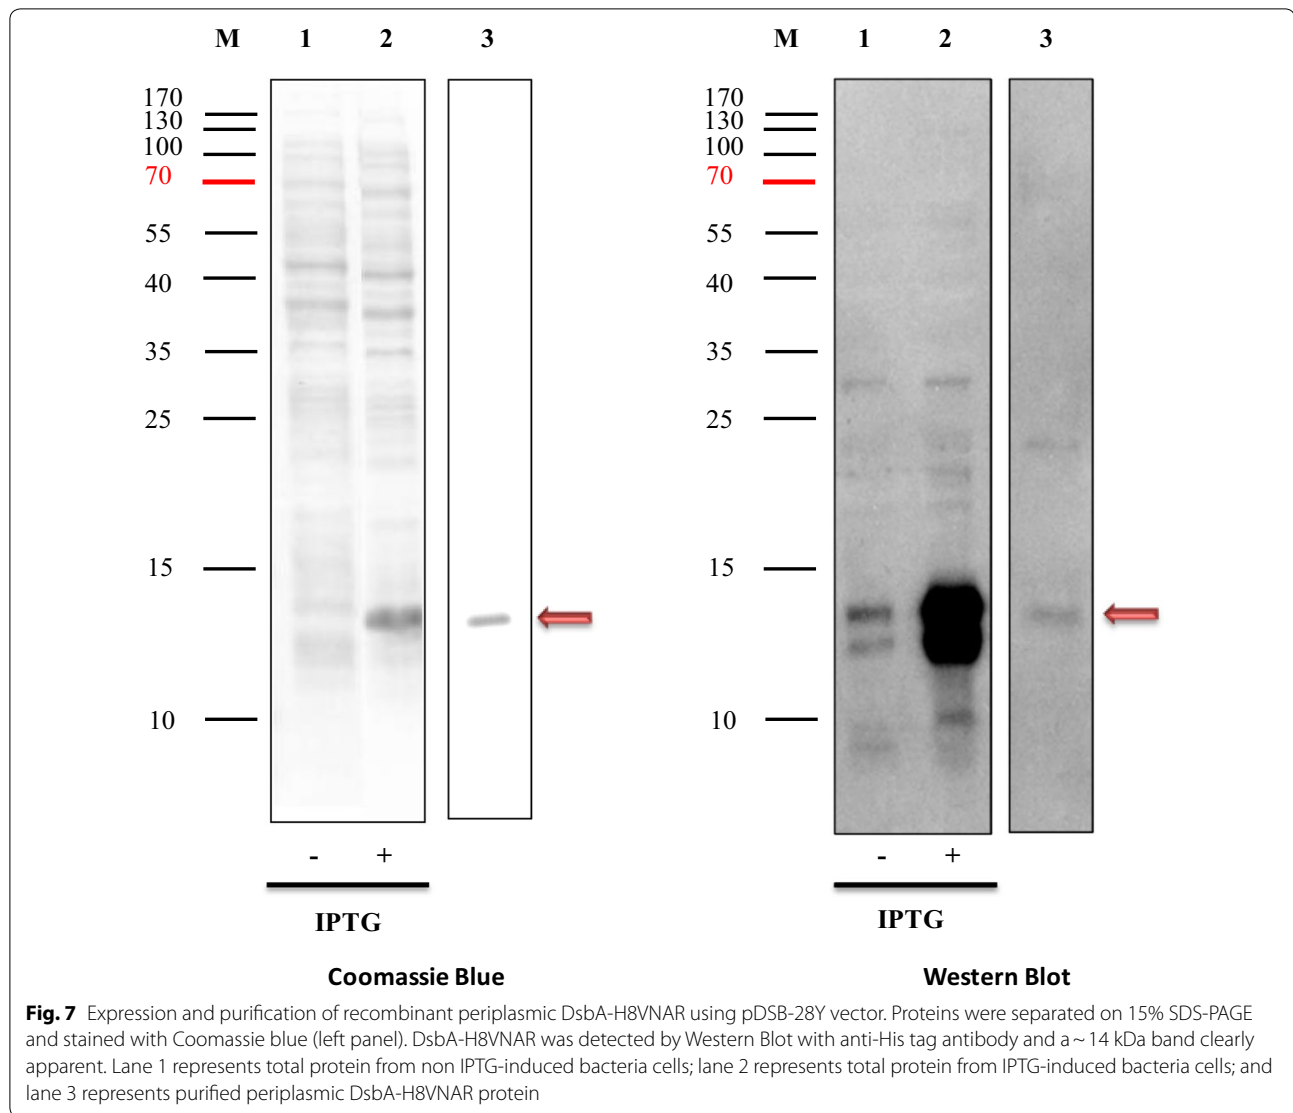 M 1 2 3
170
130
100
70
55
40
35
25
15
10
- +
IPTG
Coomassie Blue
M 1 2 3
170
130
100
70
55
40
35
25
15
10
- +
IPTG
Western Blot
Fig. 7 Expression and purification of recombinant periplasmic DsbA-H8VNAR using pDSB-28Y vector. Proteins were separated on 15% SDS-PAGE
and stained with Coomassie blue (left panel). DsbA-H8VNAR was detected by Western Blot with anti-His tag antibody and a ~ 14 kDa band clearly
apparent. Lane 1 represents total protein from non IPTG-induced bacteria cells; lane 2 represents total protein from IPTG-induced bacteria cells; and
lane 3 represents purified periplasmic DsbA-H8VNAR protein